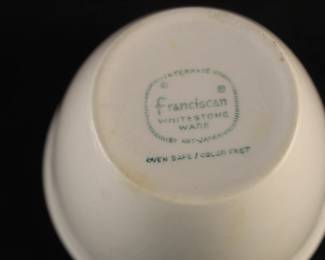 INTERPACE
© ®
Franciscan
WHITESTONE
WARE
OVEN SAFE / COLOR FAST